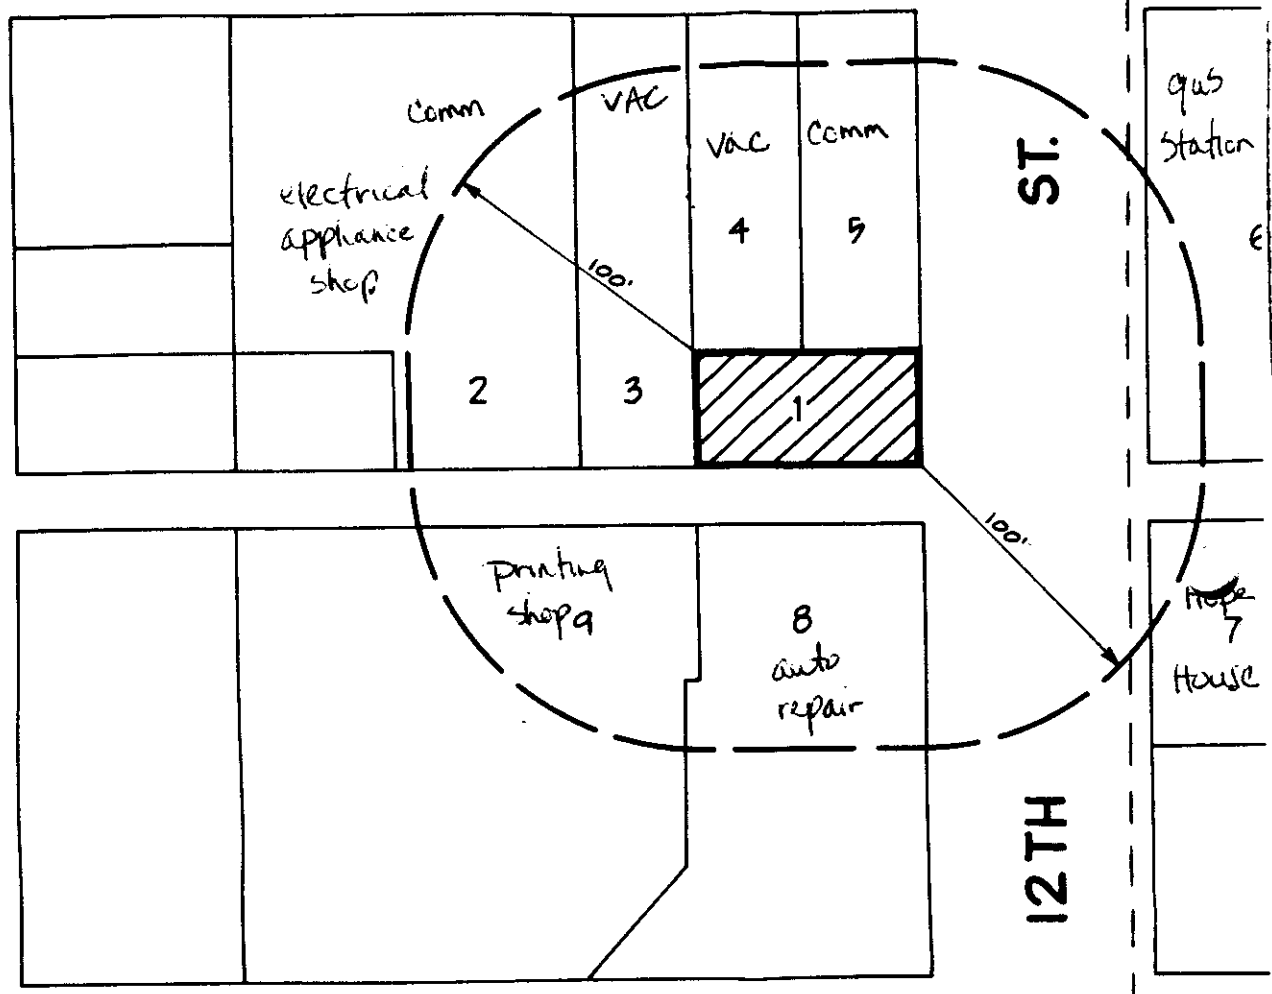 Comm
electrical
appliance
shop
VAC
vac
Comm
4
5
100'
2
3
1
ST.
gas
station
6
100'
printing
shop 9
8
auto
repair
Hope
7
House
12TH